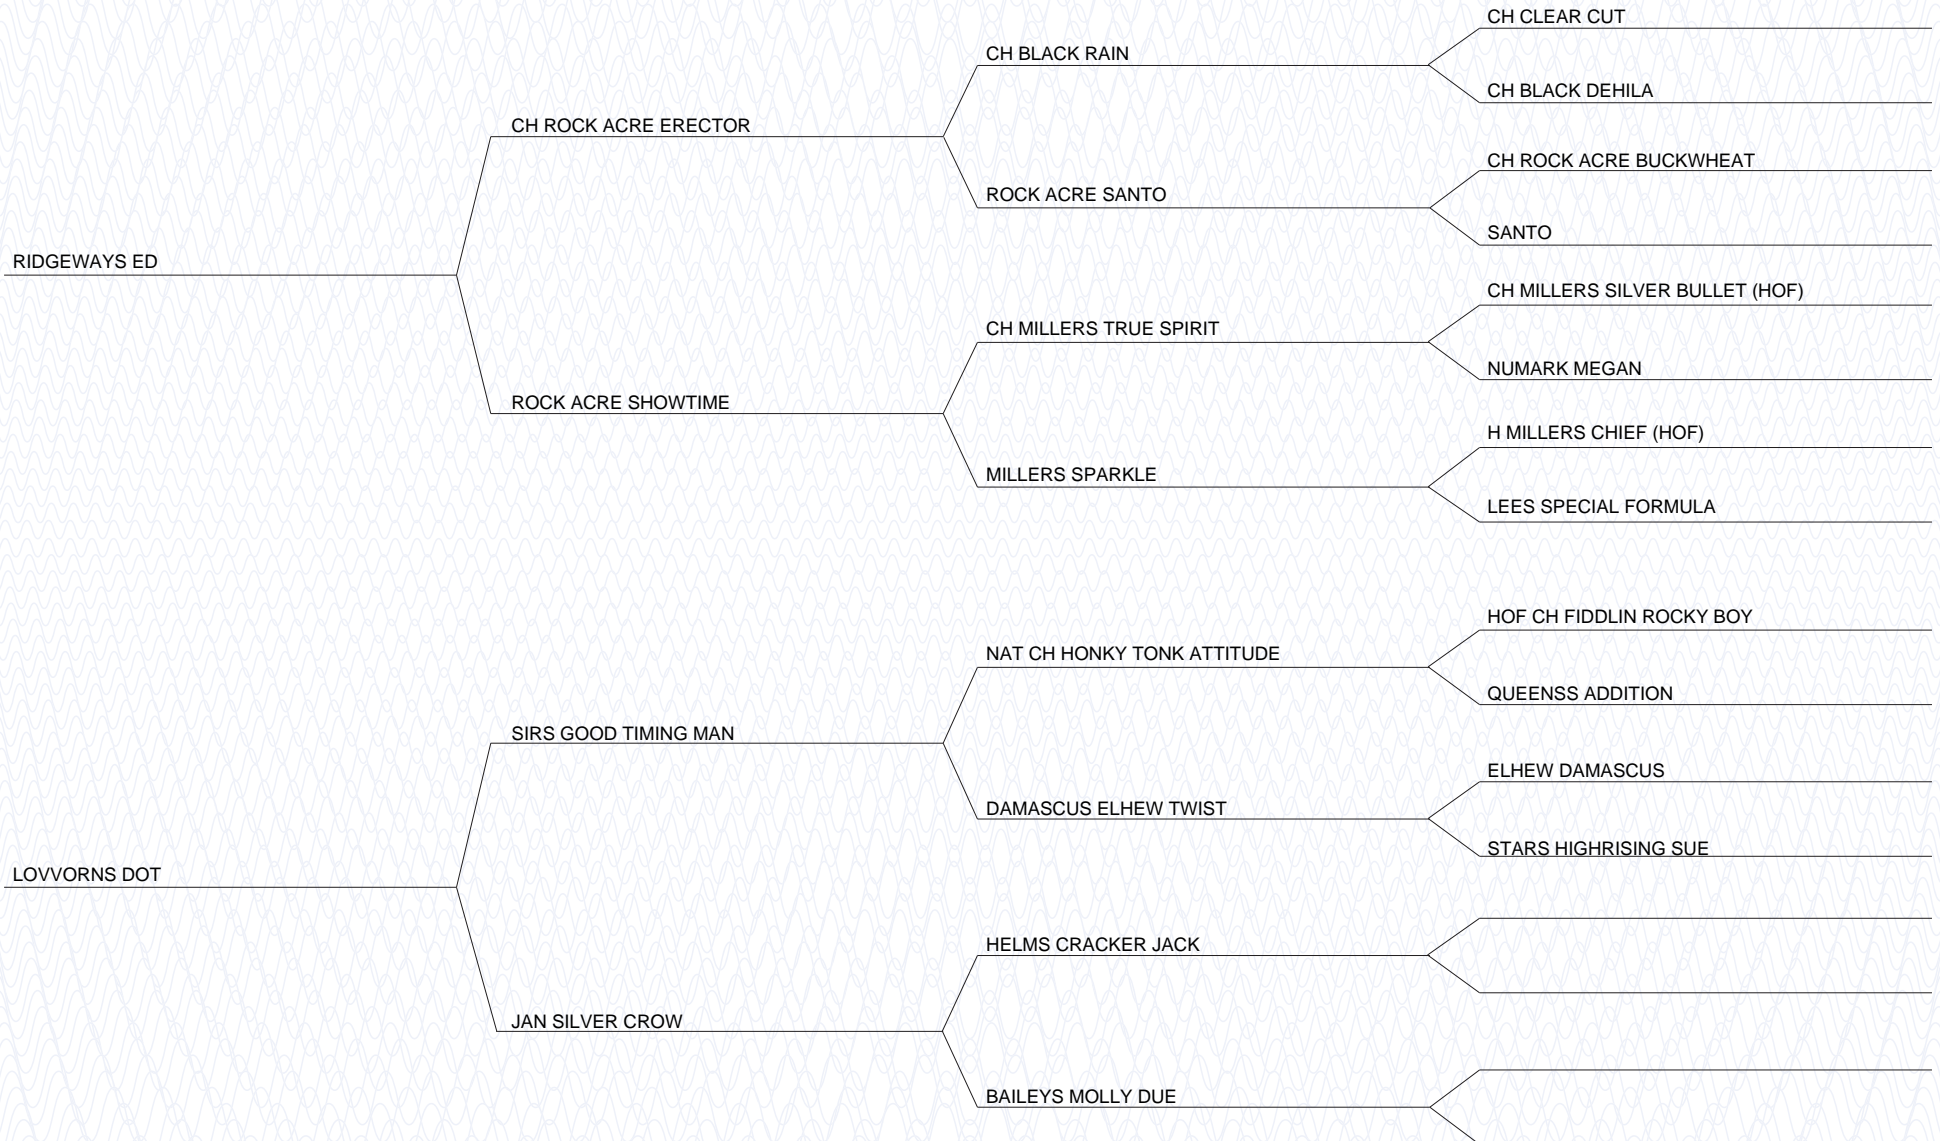 CH CLEAR CUT
CH BLACK RAIN
CH BLACK DEHILA
CH ROCK ACRE ERECTOR
CH ROCK ACRE BUCKWHEAT
ROCK ACRE SANTO
SANTO
RIDGEWAYS ED
CH MILLERS SILVER BULLET (HOF)
CH MILLERS TRUE SPIRIT
NUMARK MEGAN
ROCK ACRE SHOWTIME
H MILLERS CHIEF (HOF)
MILLERS SPARKLE
LEES SPECIAL FORMULA
HOF CH FIDDLIN ROCKY BOY
NAT CH HONKY TONK ATTITUDE
QUEENSS ADDITION
SIRS GOOD TIMING MAN
ELHEW DAMASCUS
DAMASCUS ELHEW TWIST
STARS HIGHRISING SUE
LOVVORNS DOT
HELMS CRACKER JACK
JAN SILVER CROW
BAILEYS MOLLY DUE